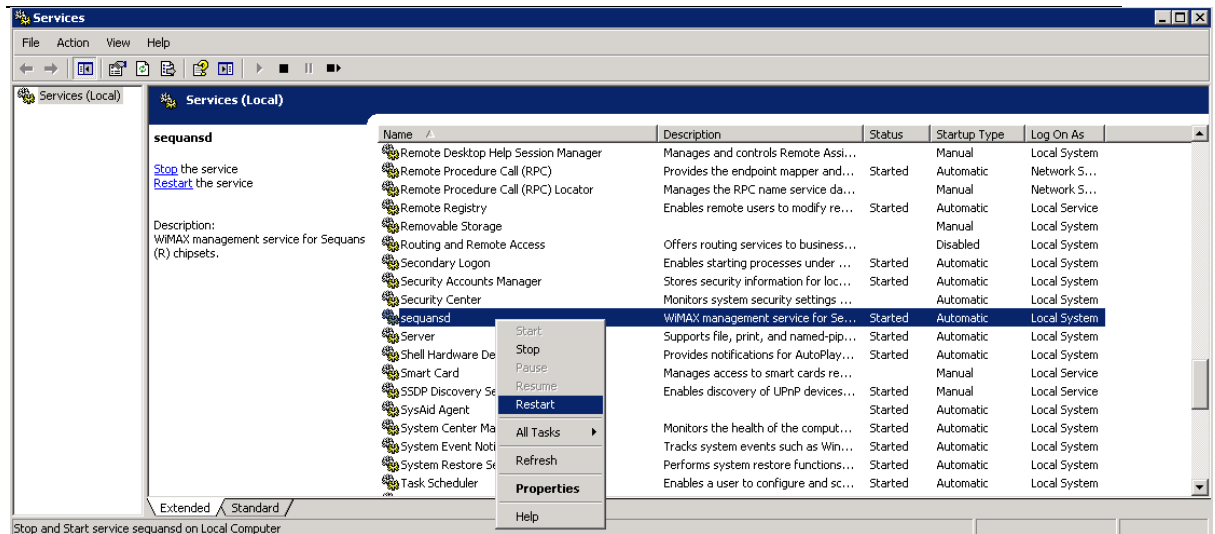 Services
File Action View Help
Services (Local)
Services (Local)
sequansd
Stop the service
Restart the service
Description:
WiMAX management service for Sequans
(R) chipsets.
Name Description Status Startup Type Log On As
Remote Desktop Help Session Manager Manages and controls Remote Assi... Manual Local System
Remote Procedure Call (RPC) Provides the endpoint mapper and... Started Automatic Network S...
Remote Procedure Call (RPC) Locator Manages the RPC name service da... Manual Network S...
Remote Registry Enables remote users to modify re... Started Automatic Local Service
Removable Storage Manual Local System
Routing and Remote Access Offers routing services to business... Disabled Local System
Secondary Logon Enables starting processes under ... Started Automatic Local System
Security Accounts Manager Stores security information for loc... Started Automatic Local System
Security Center Monitors system security settings ... Automatic Local System
sequansd WiMAX management service for Se... Started Automatic Local System
Server Supports file, print, and named-pip... Started Automatic Local System
Shell Hardware De Provides notifications for AutoPlay... Started Automatic Local System
Smart Card Manages access to smart cards re... Manual Local Service
SSDP Discovery Se Enables discovery of UPnP devices... Started Manual Local Service
SysAid Agent Started Automatic Local System
System Center Ma Monitors the health of the comput... Started Automatic Local System
System Event Noti Tracks system events such as Win... Started Automatic Local System
System Restore Se Performs system restore functions... Started Automatic Local System
Task Scheduler Enables a user to configure and sc... Started Automatic Local System
Start
Stop
Pause
Resume
Restart
All Tasks
Refresh
Properties
Help
Extended Standard
Stop and Start service sequansd on Local Computer